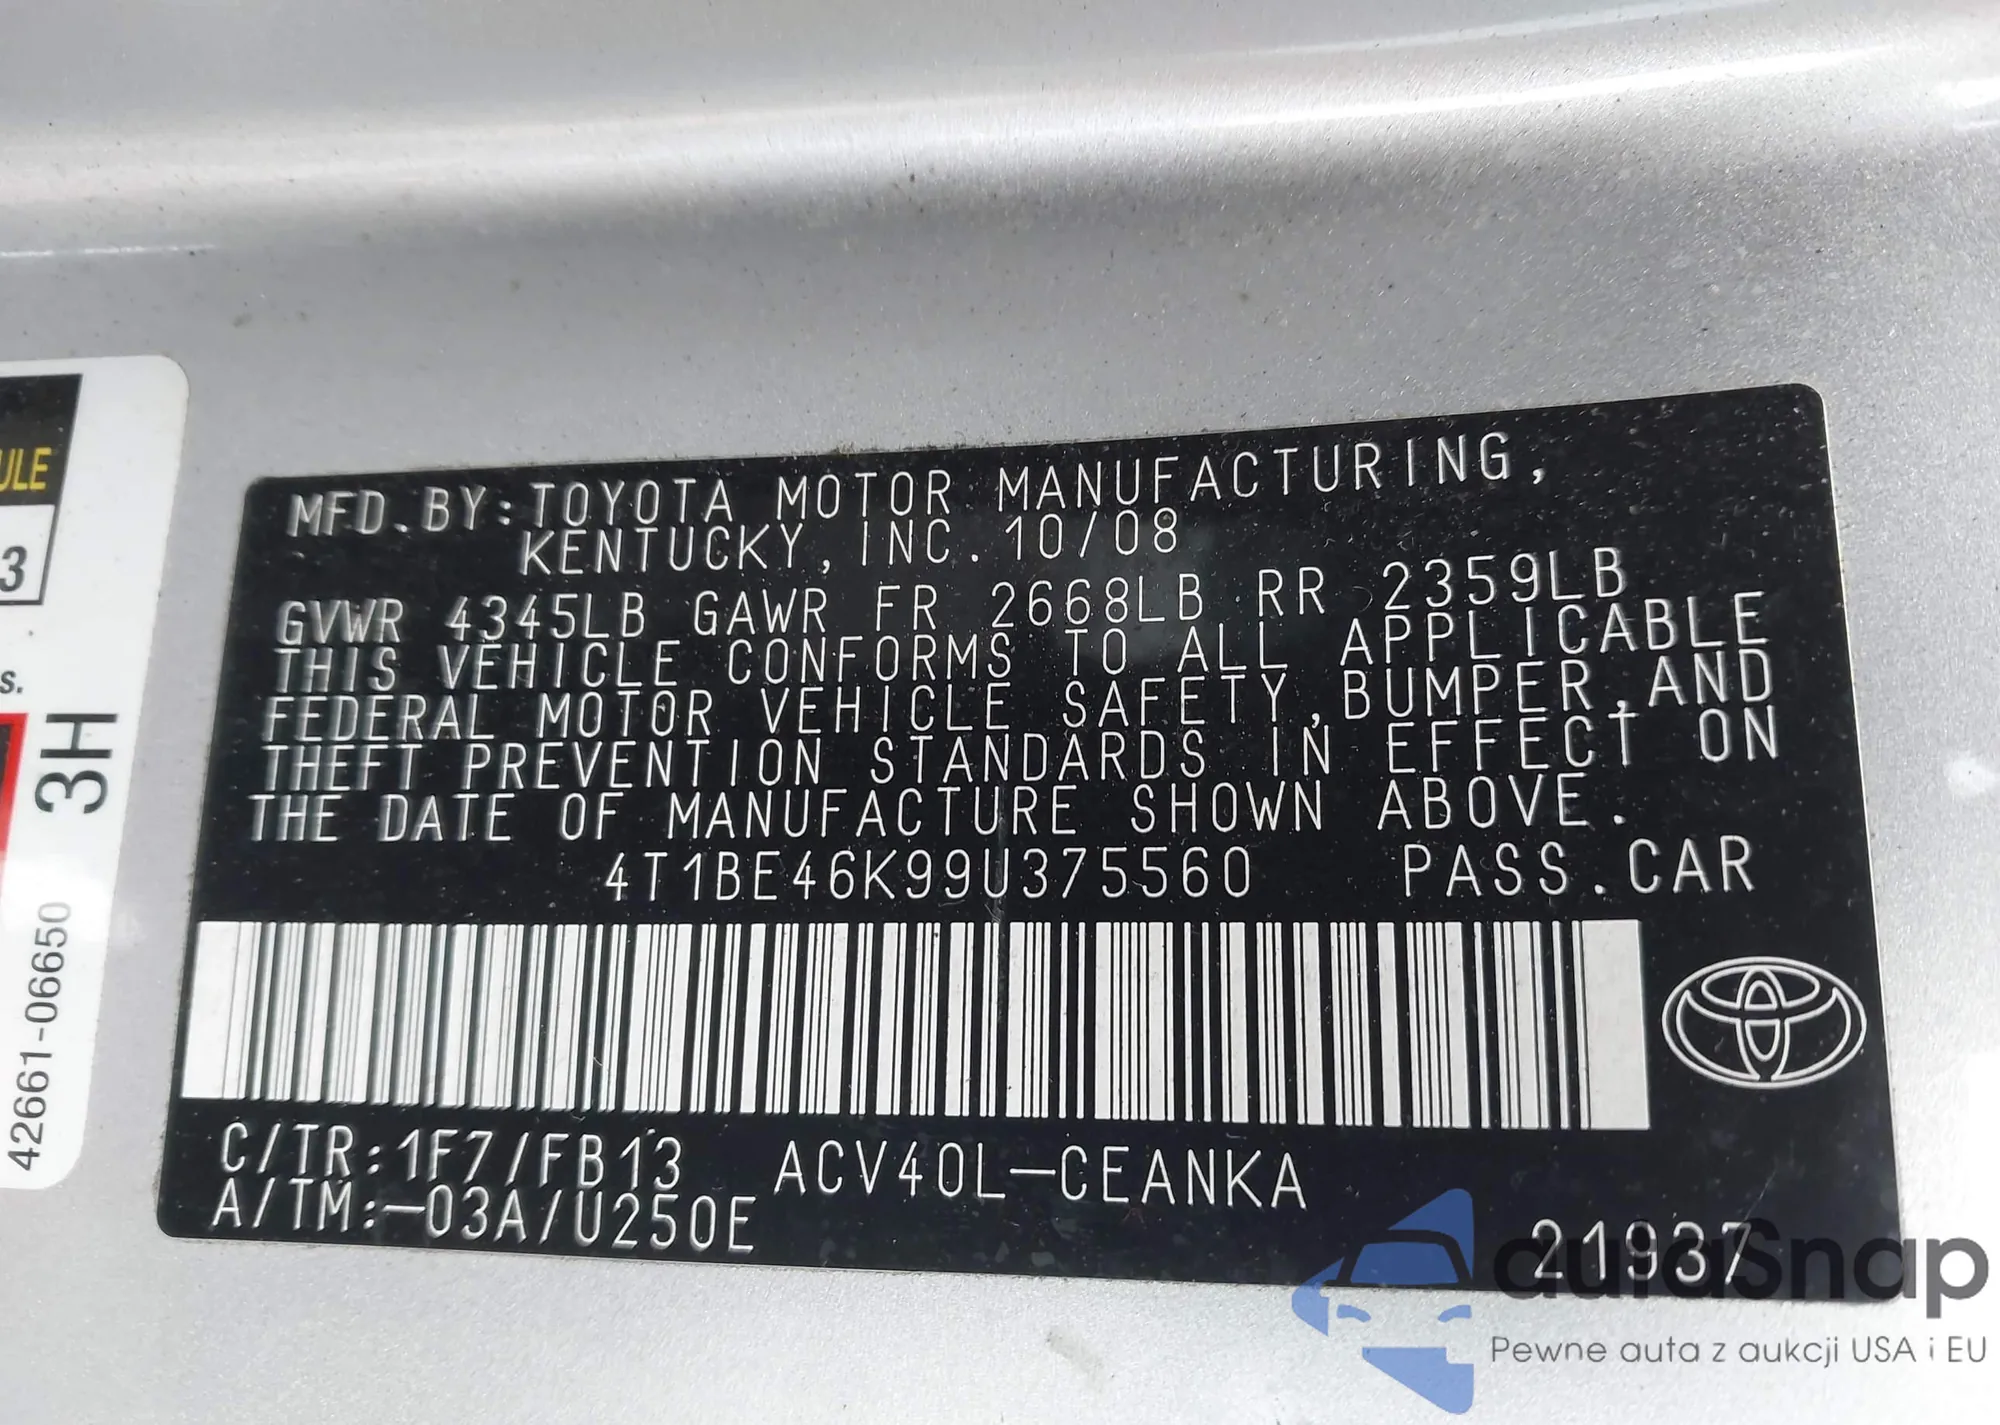 ULE
3
s.
3H
42661-06650
MFD. BY: TOYOTA MOTOR MANUFACTURING,
KENTUCKY, INC. 10/08
GVWR 4345LB GAWR FR 2668LB RR 2359LB
THIS VEHICLE CONFORMS TO ALL APPLICABLE
FEDERAL MOTOR VEHICLE SAFETY, BUMPER, AND
THEFT PREVENTION STANDARDS IN EFFECT ON
THE DATE OF MANUFACTURE SHOWN ABOVE.
4T1BE46K99U375560 PASS. CAR
C/TR:1F7/FB13 ACV40L-CEANKA
A/TM:-03A/U250E
21937
auraSnap
Pewne auta z aukcji USA i EU